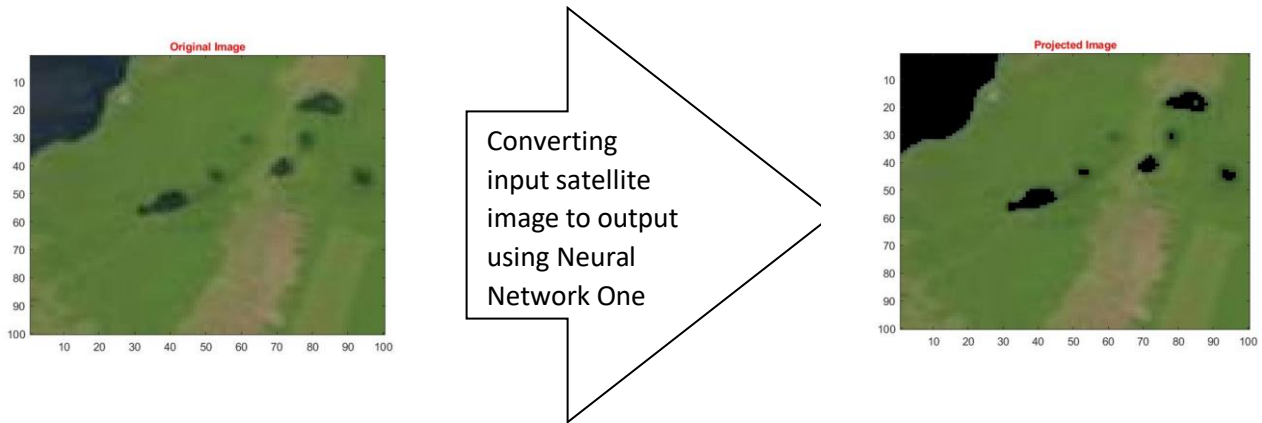 Original Image
10
20
30
40
50
60
70
80
90
100
10 20 30 40 50 60 70 80 90 100
Converting
input satellite
image to output
using Neural
Network One
Projected Image
10
20
30
40
50
60
70
80
90
100
10 20 30 40 50 60 70 80 90 100